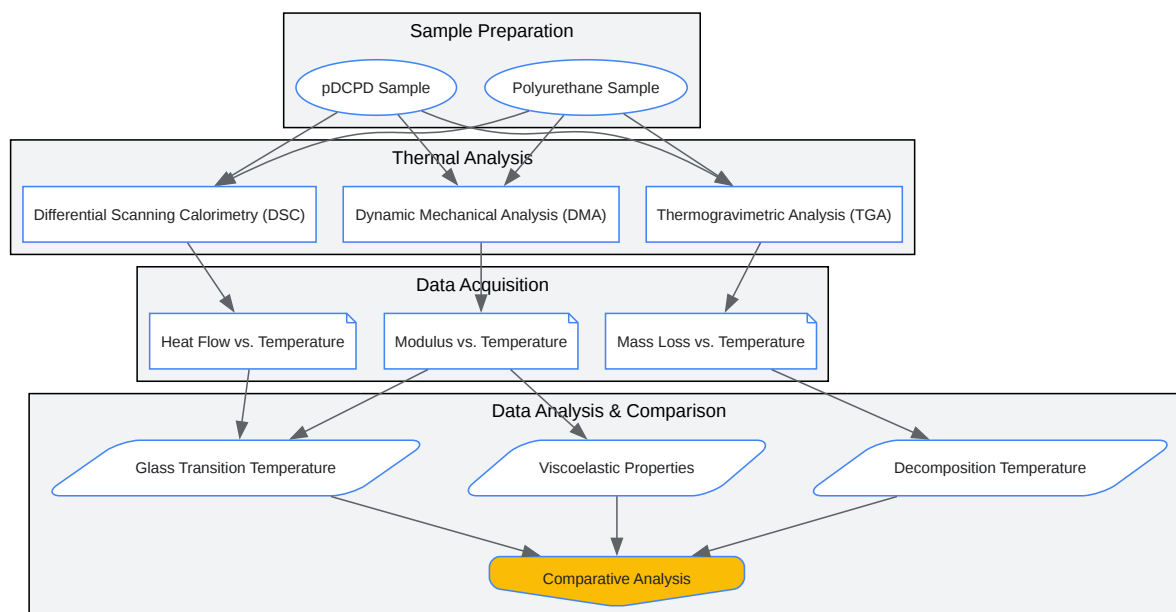 Sample Preparation
pDCPD Sample
Polyurethane Sample
Thermal Analysis
Differential Scanning Calorimetry (DSC)
Dynamic Mechanical Analysis (DMA)
Thermogravimetric Analysis (TGA)
Data Acquisition
Heat Flow vs. Temperature
Modulus vs. Temperature
Mass Loss vs. Temperature
Data Analysis & Comparison
Glass Transition Temperature
Viscoelastic Properties
Decomposition Temperature
Comparative Analysis